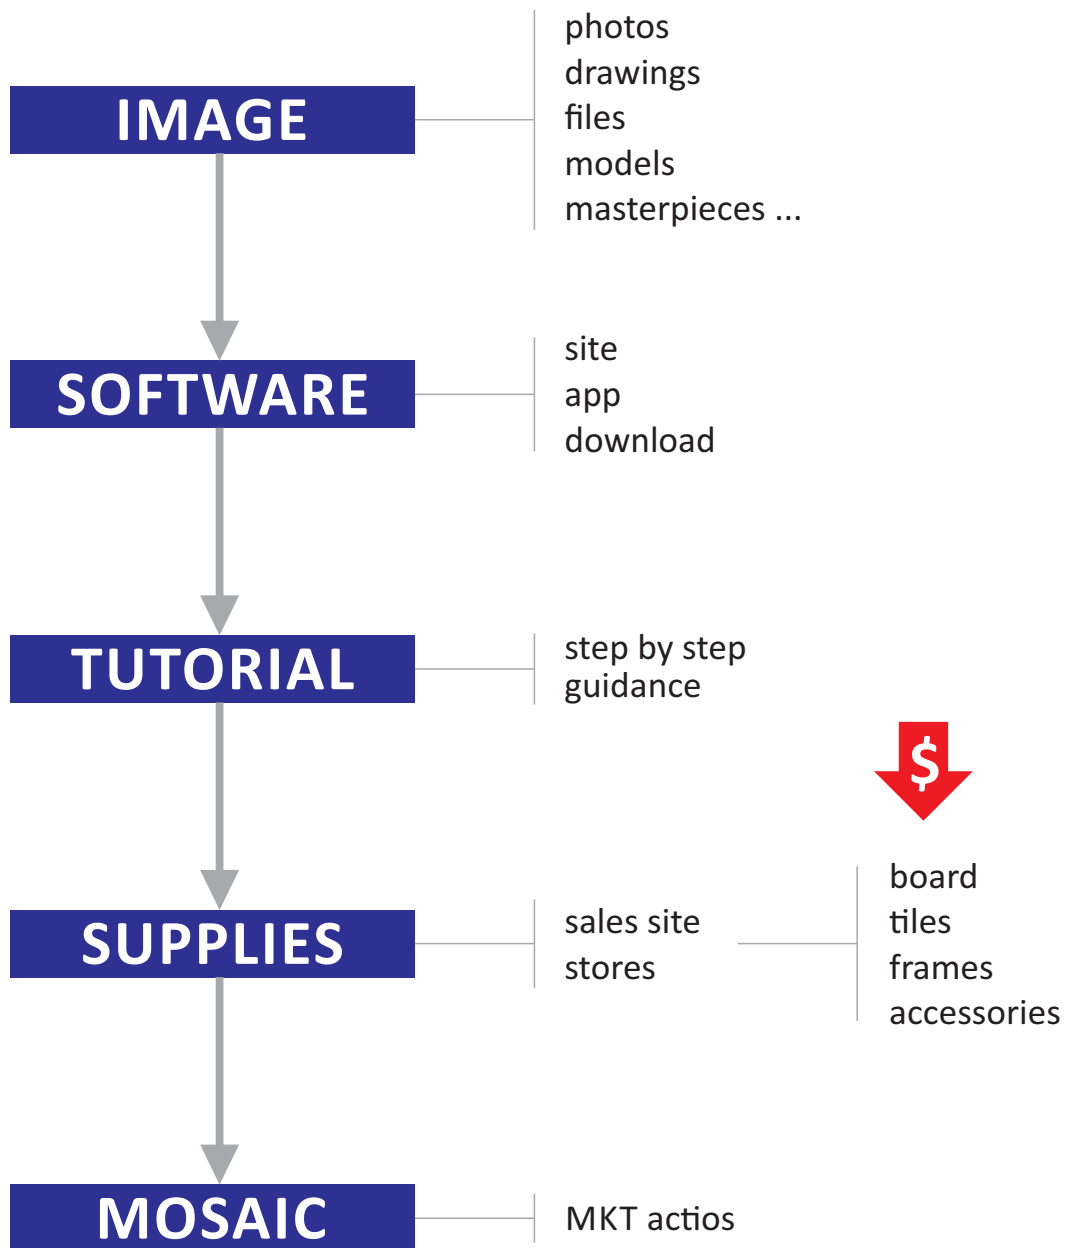 IMAGE
photos
drawings
files
models
masterpieces ...
SOFTWARE
site
app
download
TUTORIAL
step by step
guidance
$
SUPPLIES
sales site
stores
board
tiles
frames
accessories
MOSAIC
MKT actios